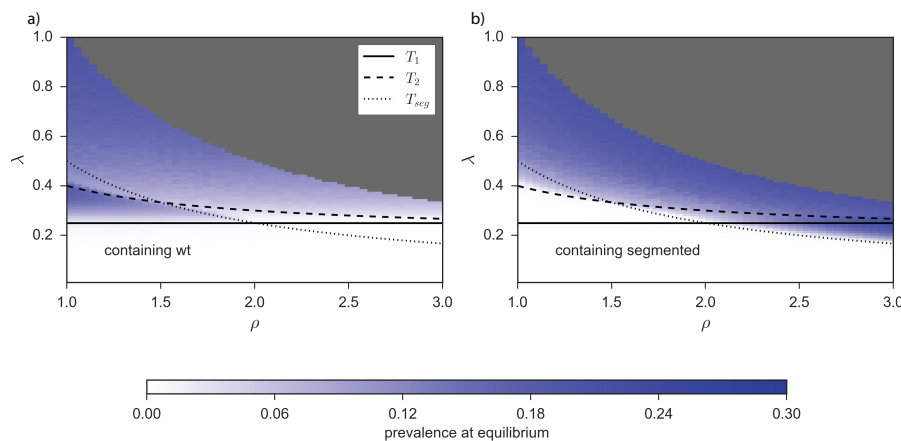 a)
1.0
0.8
0.6
0.4
0.2
λ
T₁
T₂
Tseg
containing wt
1.0 1.5 2.0 2.5 3.0
ρ
b)
1.0
0.8
0.6
0.4
0.2
λ
containing segmented
1.0 1.5 2.0 2.5 3.0
ρ
0.00 0.06 0.12 0.18 0.24 0.30
prevalence at equilibrium